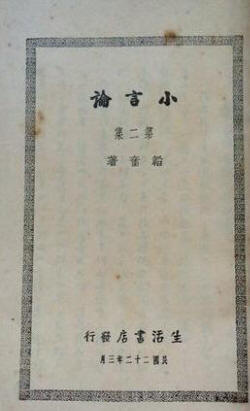 小言論
第二集
韜奮著
生活書店發行
民國二十二年三月